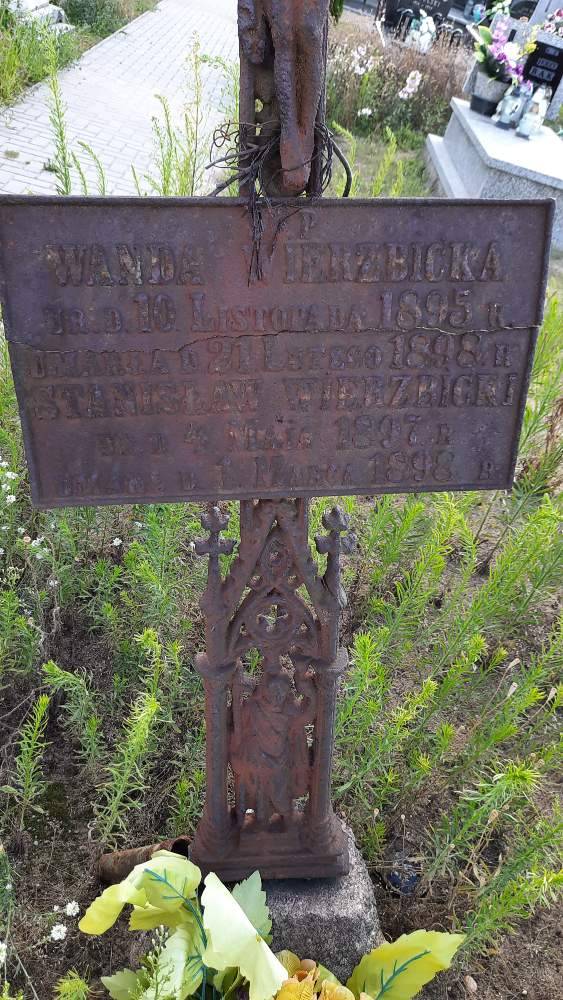 P
WANDA WIERZBICKA
UR. D. 10 LISTOPADA 1895 R.
UMARŁA D. 21 LUTEGO 1898 R.
STANISŁAW WIERZBICKI
UR. D. 4 MAJA 1897 R.
UMARŁ D. 1 MARCA 1898 R.
BĄK